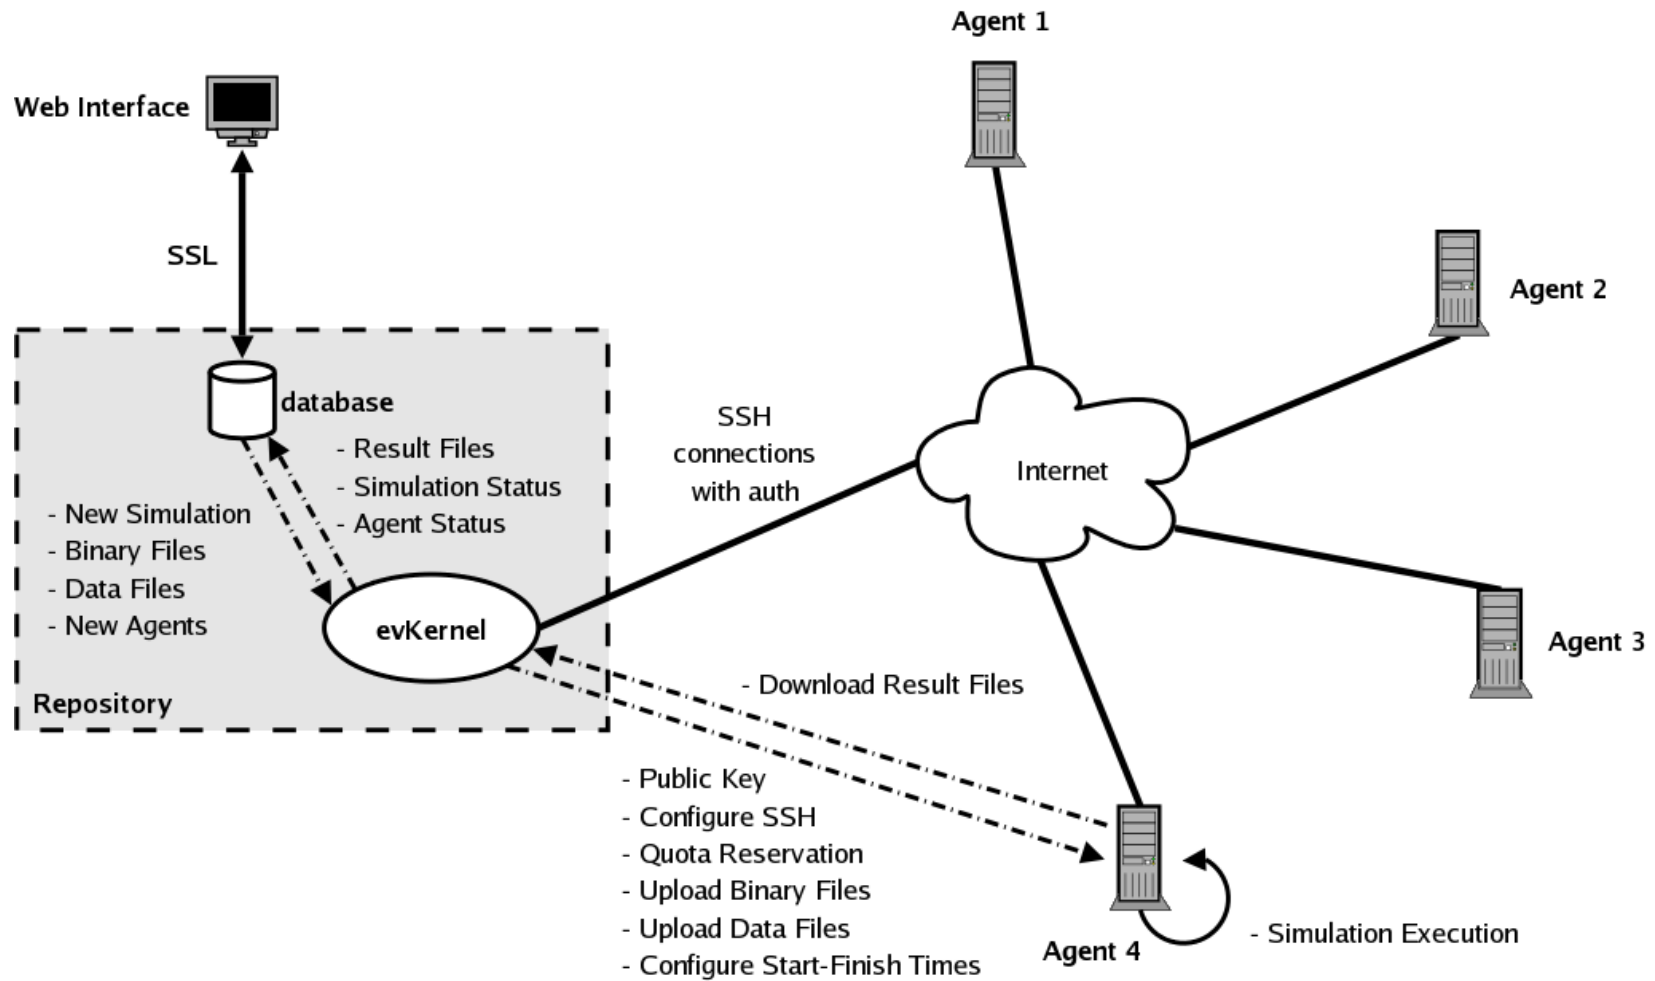 Agent 1
Web Interface
SSL
Agent 2
database
- Result Files
- Simulation Status
- Agent Status
- New Simulation
- Binary Files
- Data Files
- New Agents
evKernel
Repository
SSH
connections
with auth
Internet
Agent 3
- Download Result Files
- Public Key
- Configure SSH
- Quota Reservation
- Upload Binary Files
- Upload Data Files
- Configure Start-Finish Times
Agent 4
- Simulation Execution